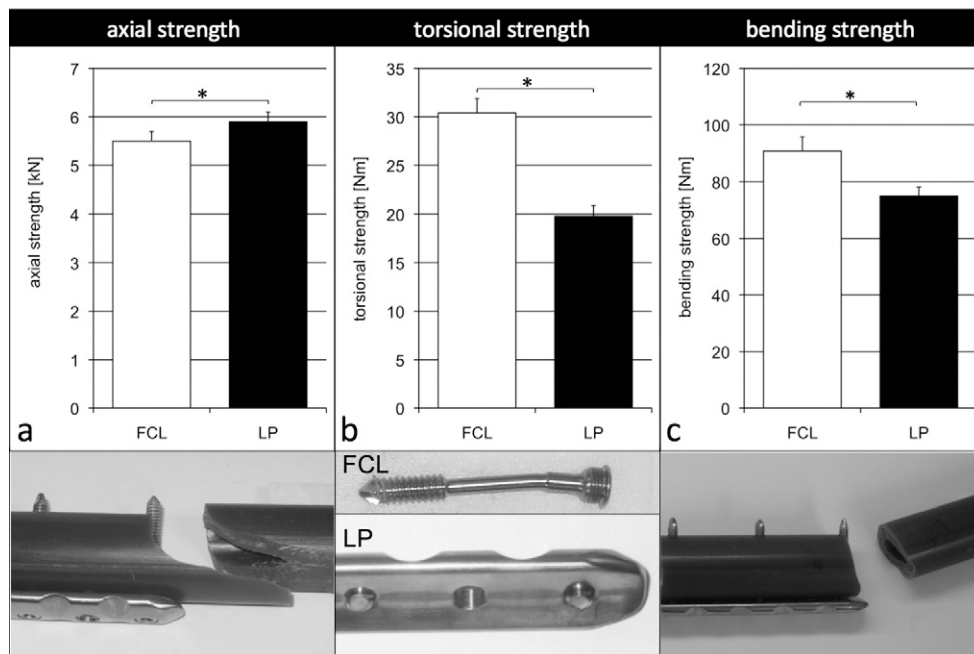 axial strength
torsional strength
bending strength
7
6
5
4
3
2
1
0
axial strength [kN]
*
FCL
LP
a
35
30
25
20
15
10
5
0
torsional strength [Nm]
*
FCL
LP
b
120
100
80
60
40
20
0
bending strength [Nm]
*
FCL
LP
c
FCL
LP